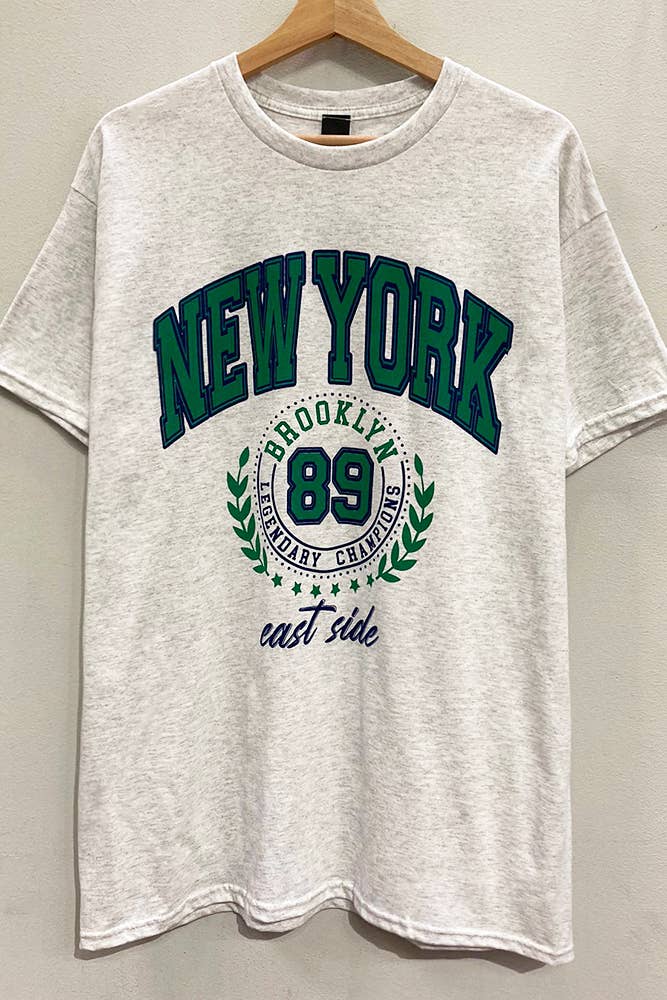 NEW YORK
BROOKLYN
89
LEGENDARY CHAMPIONS
east side